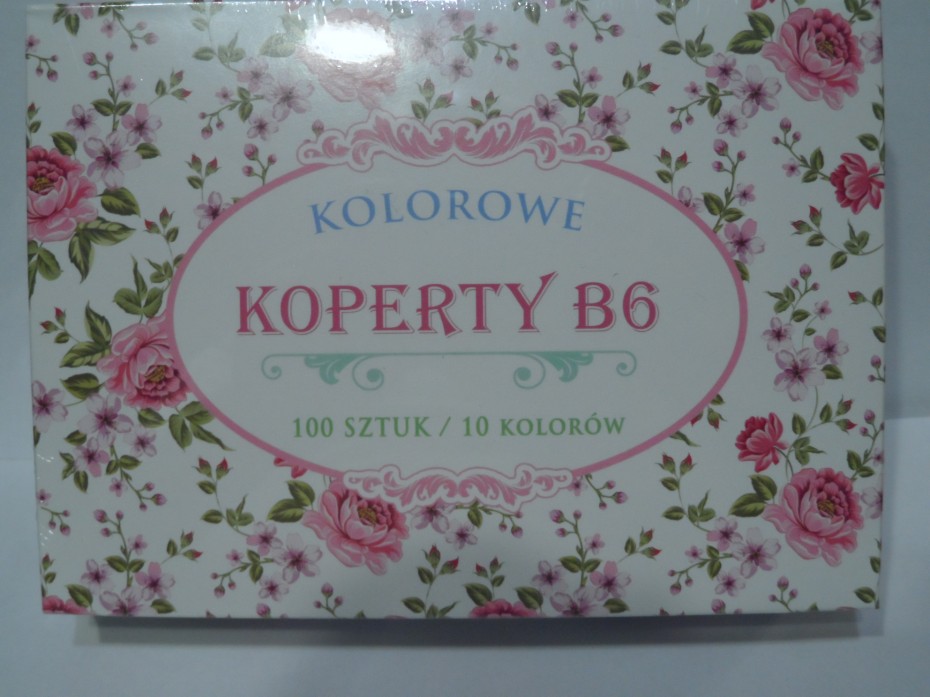 KOLOROWE
KOPERTY B6
100 SZTUK / 10 KOLORÓW